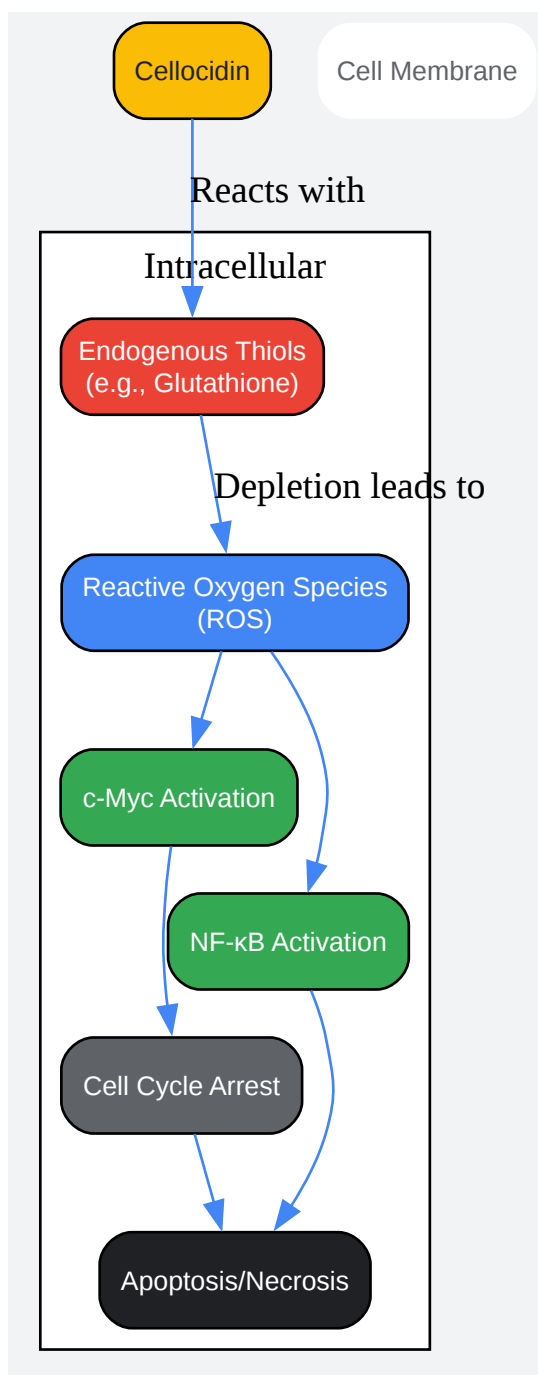 Cellocidin
Cell Membrane
Reacts with
Intracellular
Endogenous Thiols
(e.g., Glutathione)
Depletion leads to
Reactive Oxygen Species
(ROS)
c-Myc Activation
NF-κB Activation
Cell Cycle Arrest
Apoptosis/Necrosis